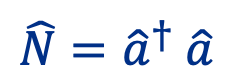 N̂ = â† â